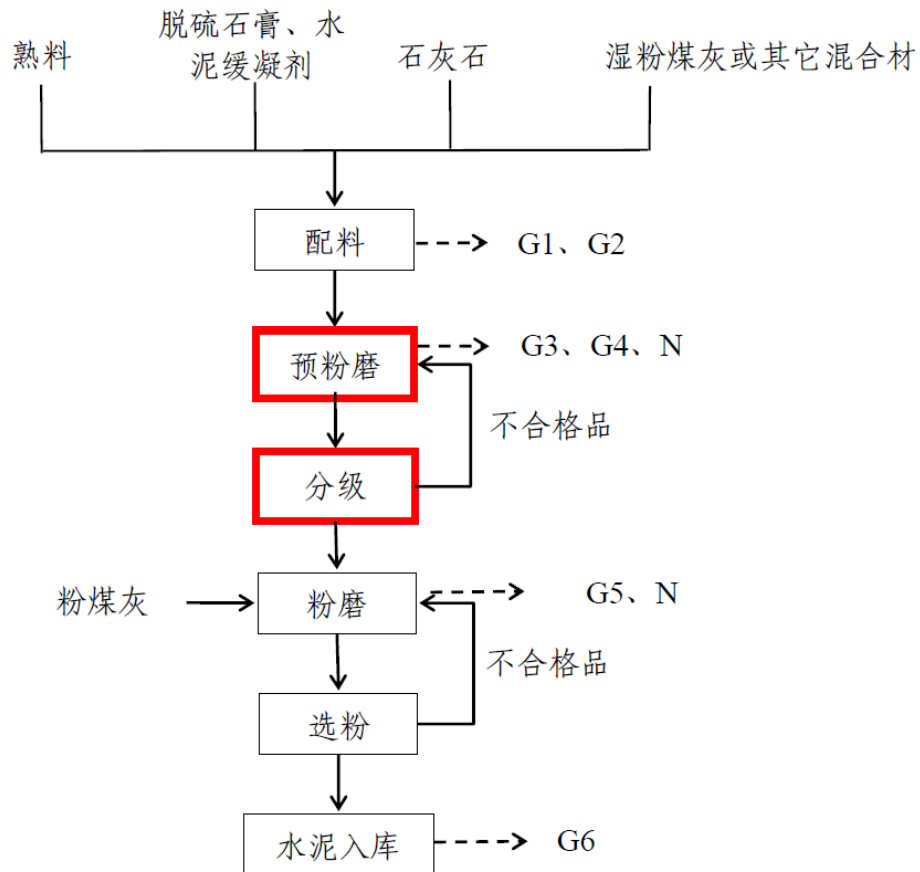 熟料
脱硫石膏、水
泥缓凝剂
石灰石
湿粉煤灰或其它混合材
配料
G1、G2
预粉磨
G3、G4、N
不合格品
分级
粉煤灰
粉磨
G5、N
不合格品
选粉
水泥入库
G6